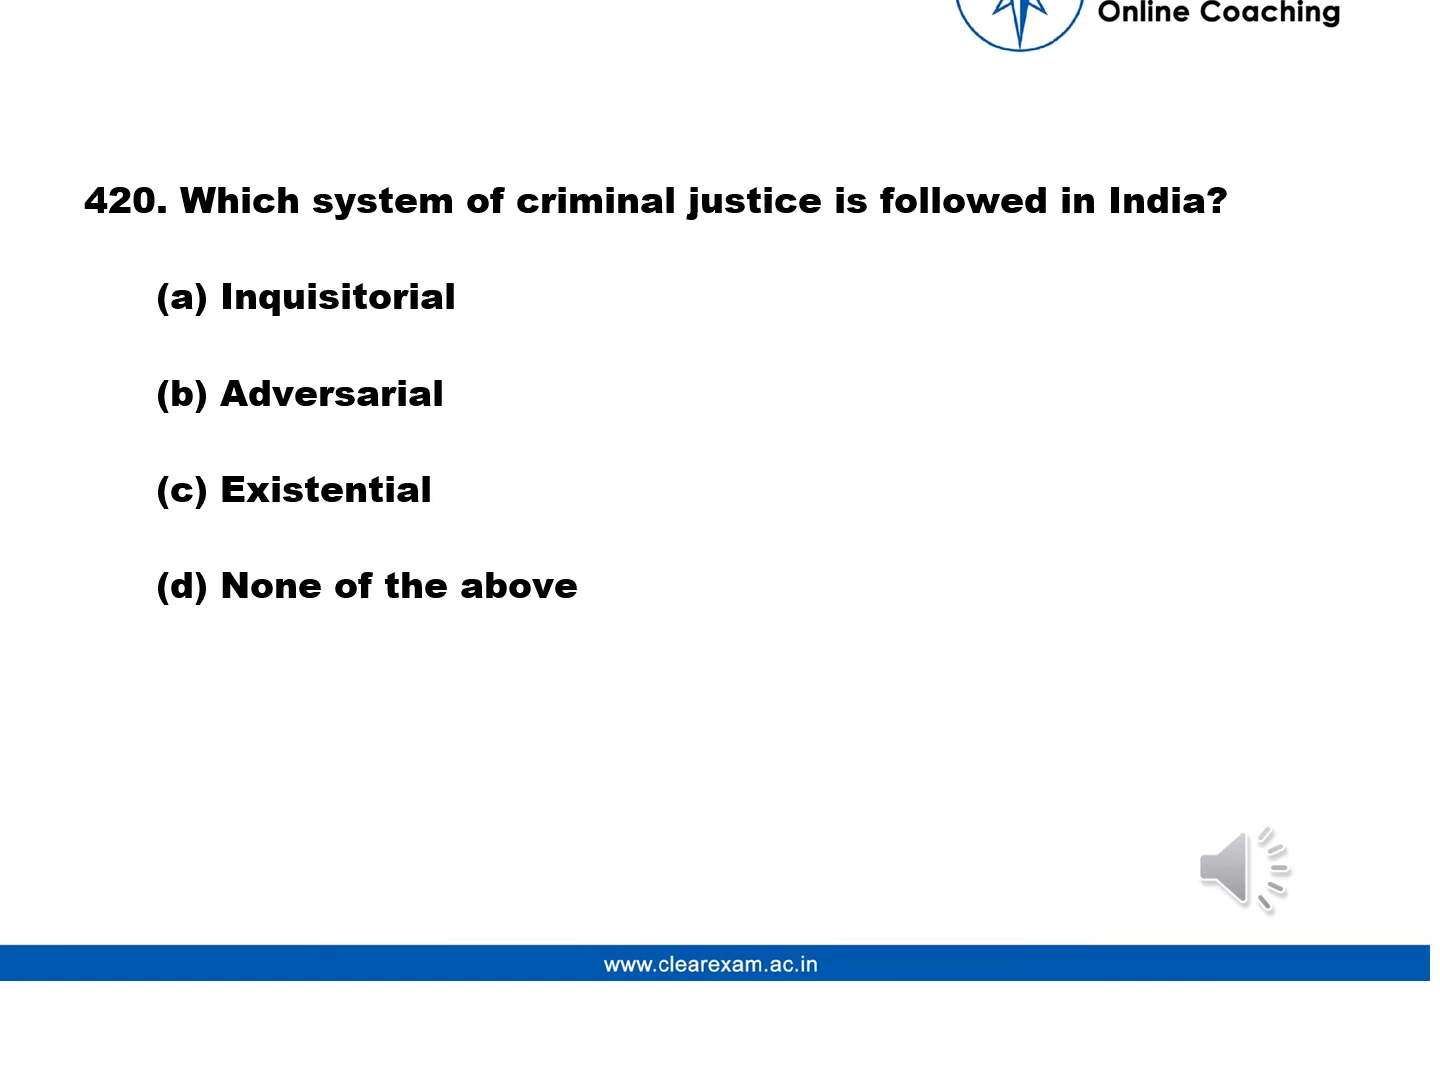 Online Coaching
420. Which system of criminal justice is followed in India?
(a) Inquisitorial
(b) Adversarial
(c) Existential
(d) None of the above
www.clearexam.ac.in